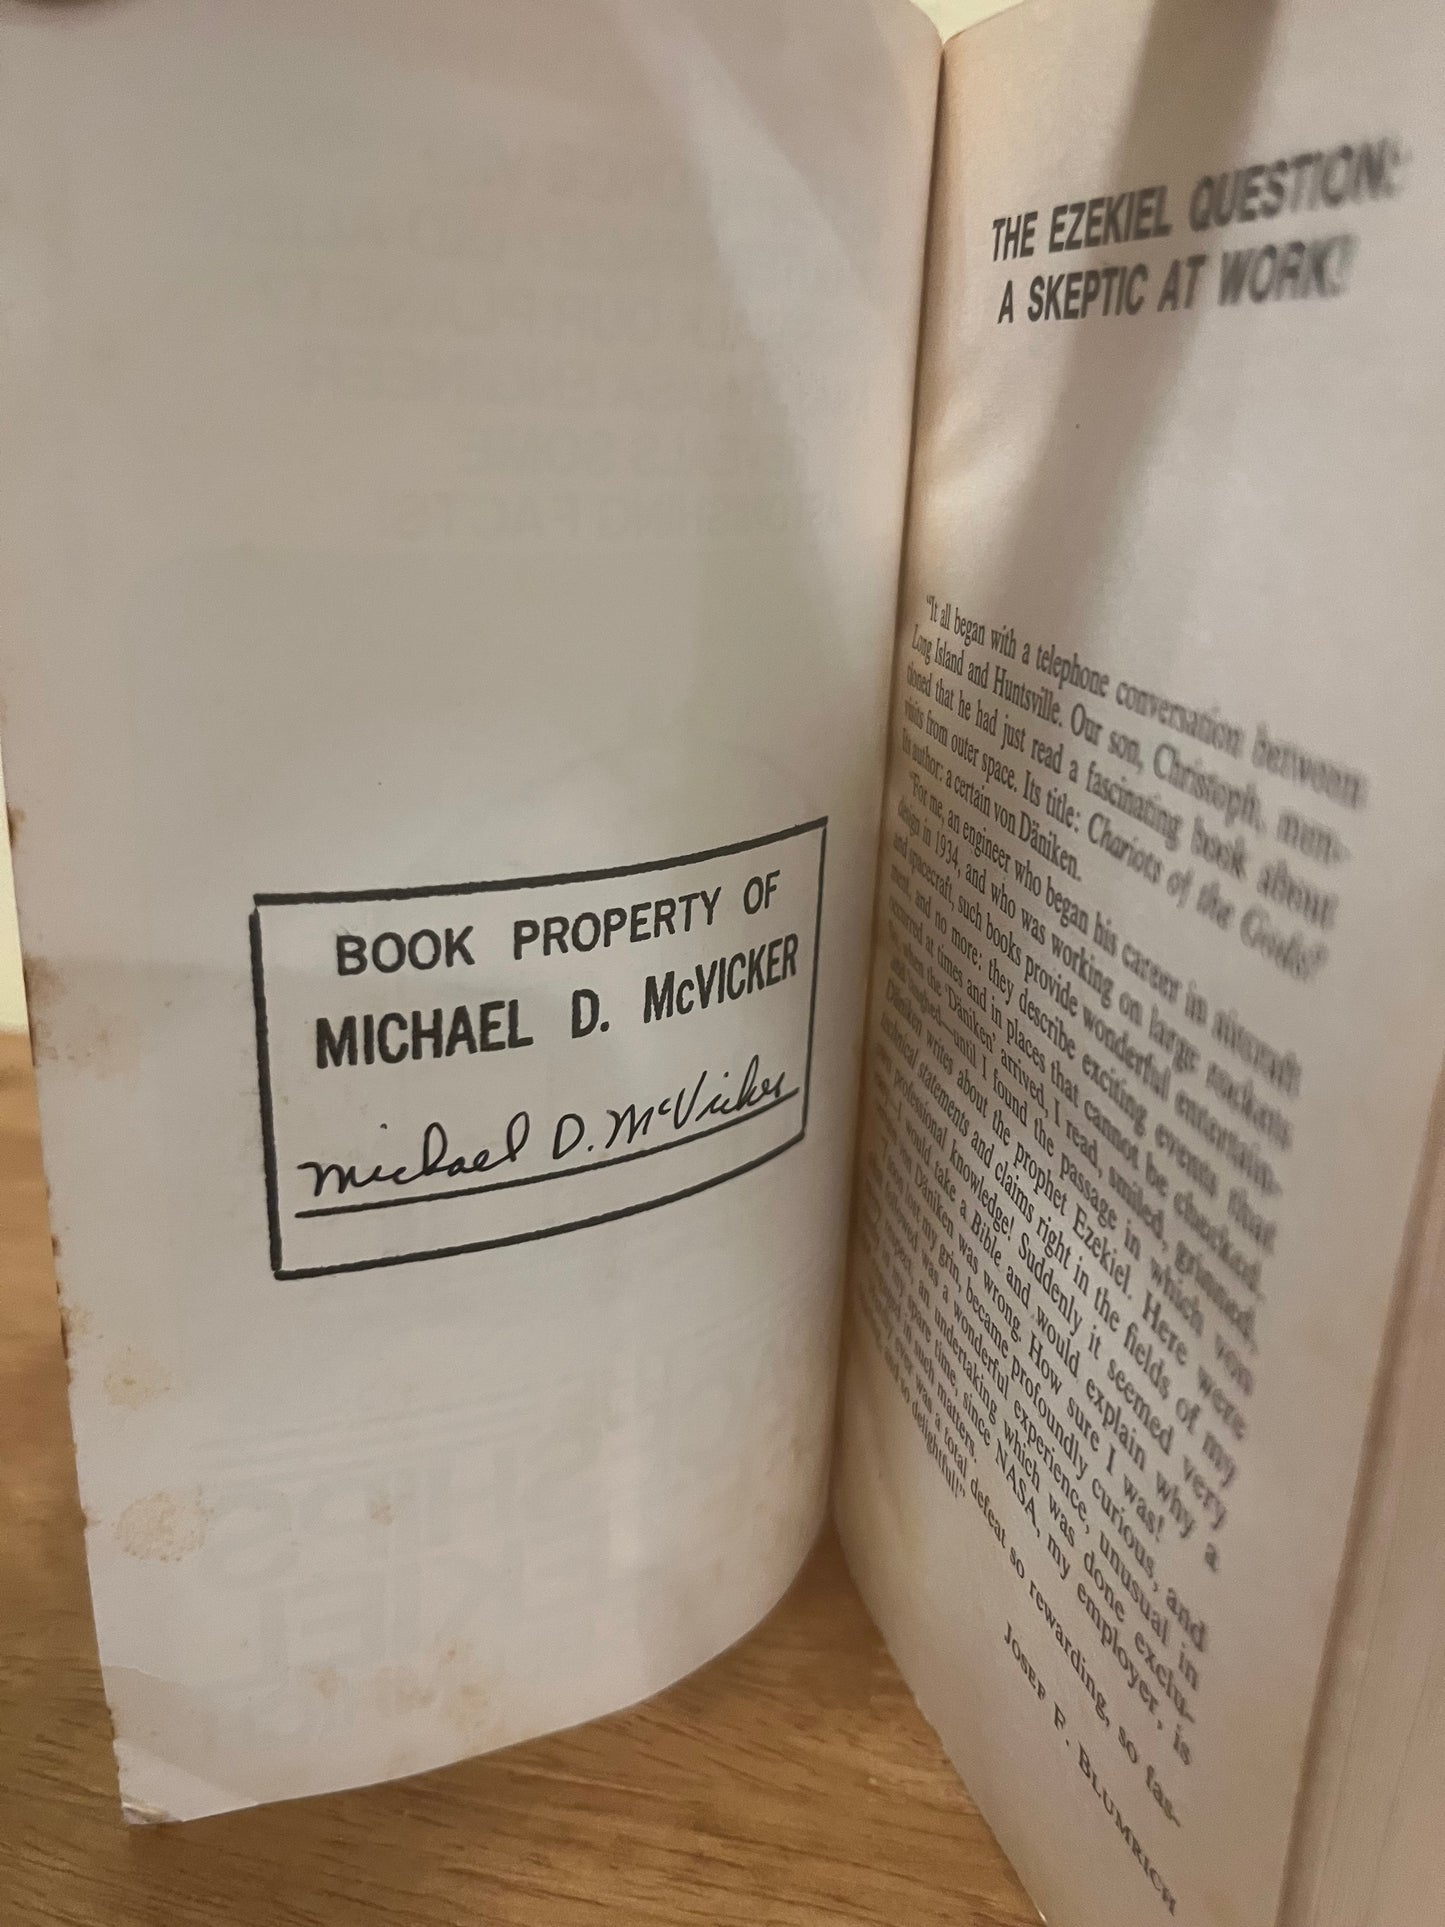 BOOK PROPERTY OF
MICHAEL D. McVICKER
Michael D. McVicker
THE EZEKIEL QUESTION:
A SKEPTIC AT WORK!
"It all began with a telephone conversation between
Long Island and Huntsville. Our son, Christoph, men-
tioned that he had just read a fascinating book about
visits from outer space. Its title: Chariots of the Gods?
Its author: a certain von Däniken.
"For me, an engineer who began his career in aircraft
design in 1934, and who was working on large rockets
and spacecraft, such books provide wonderful entertain-
ment, and no more; they describe exciting events that
occurred at times and in places that cannot be checked.
so, when the 'Däniken' arrived, I read, smiled, grinned,
and laughed—until I found the passage in which von
Däniken writes about the prophet Ezekiel. Here were
technical statements and claims right in the fields of my
own professional knowledge! Suddenly it seemed very
easy—I would take a Bible and would explain why
von Däniken was wrong. How sure I was!
"I soon lost my grin, became profoundly curious, and
what followed was a wonderful experience, unusual in
every respect, an undertaking which was done exclu-
sively in my spare time, since NASA, my employer, is
not engaged in such matters.
ever was a total defeat so rewarding, so fas-
and so delightful!"
JOSEF F. BLUMRICH